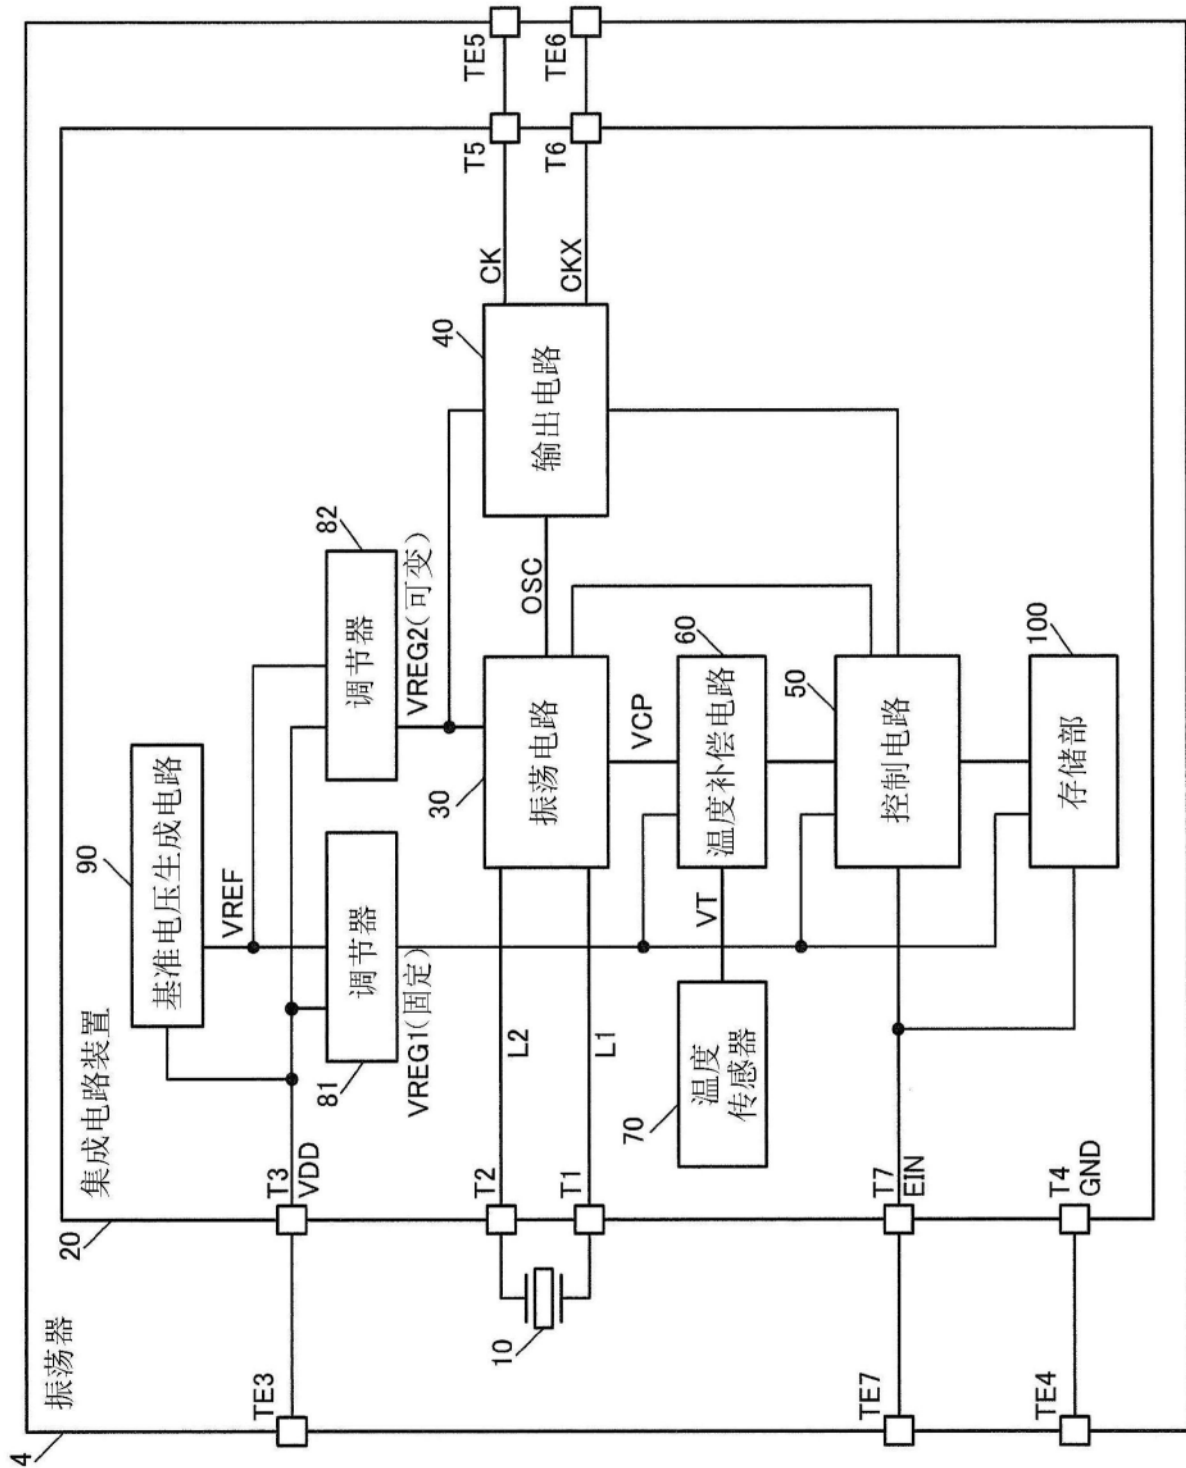 4
振荡器
20
集成电路装置
90
基准电压生成电路
VREF
82
调节器
VREG2(可变)
81
调节器
VREG1(固定)
TE3
T3
VDD
T2
L2
T1
L1
10
30
振荡电路
OSC
40
输出电路
CK
CKX
T5
T6
TE5
TE6
VCP
60
温度补偿电路
VT
70
温度
传感器
50
控制电路
100
存储部
TE7
T7
EIN
TE4
T4
GND